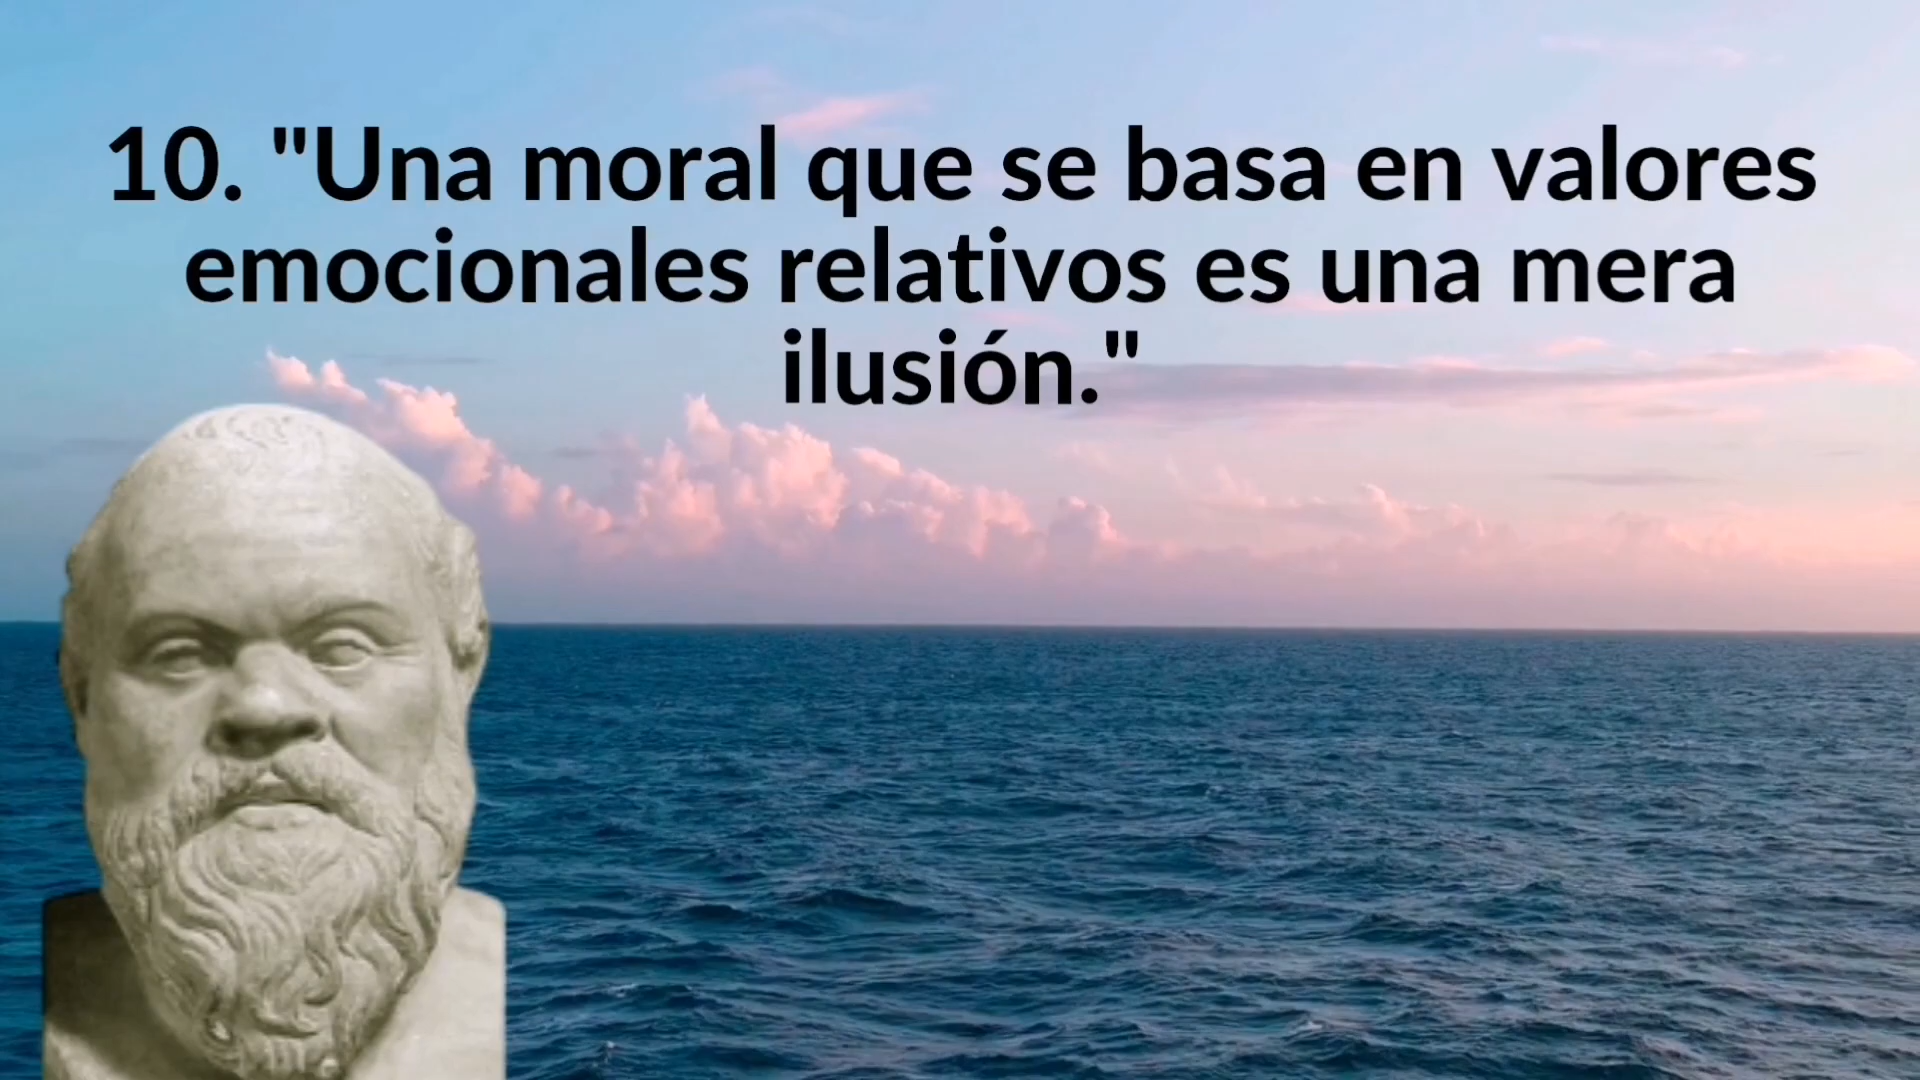 10. "Una moral que se basa en valores
emocionales relativos es una mera
ilusión."